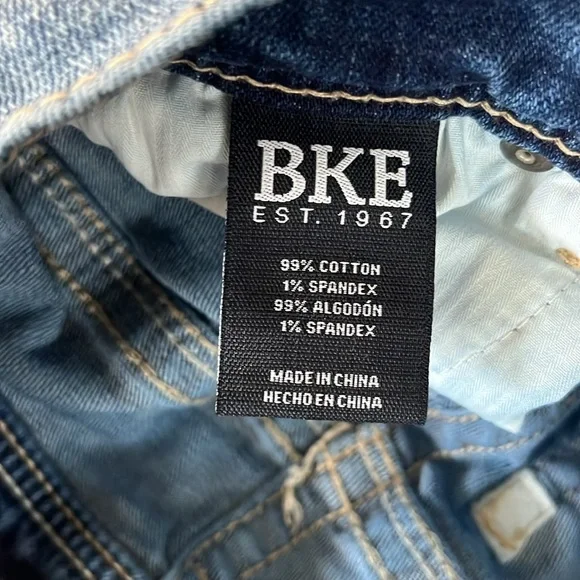 BKE
EST. 1967
99% COTTON
1% SPANDEX
99% ALGODÓN
1% SPANDEX
MADE IN CHINA
HECHO EN CHINA